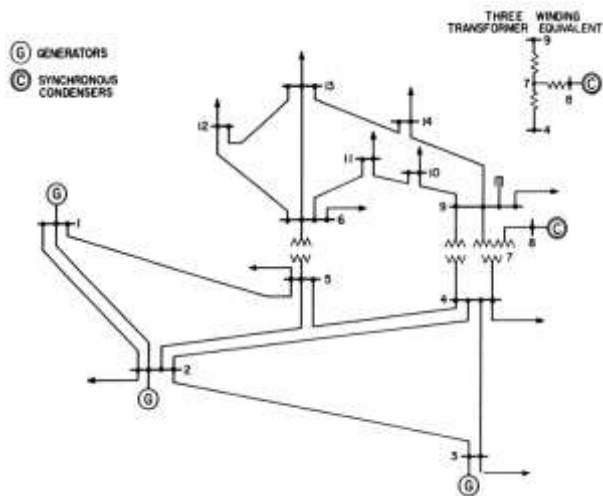 THREE WINDING
TRANSFORMER EQUIVALENT
9
7
8
C
4
G GENERATORS
C SYNCHRONOUS
CONDENSERS
13
12
14
11
10
G
1
6
9
C
8
7
5
4
2
G
3
G